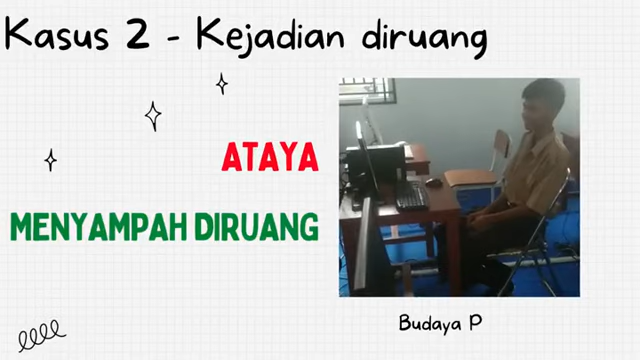 Kasus 2 - Kejadian diruang
ATAYA
MENYAMPAH DIRUANG
Budaya P